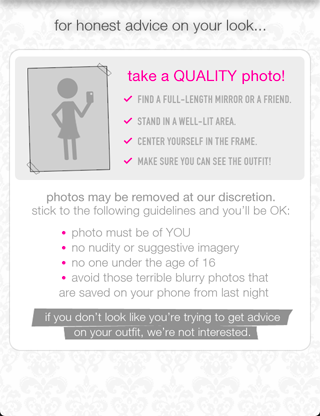 for honest advice on your look...
take a QUALITY photo!
✓ FIND A FULL-LENGTH MIRROR OR A FRIEND.
✓ STAND IN A WELL-LIT AREA.
✓ CENTER YOURSELF IN THE FRAME.
✓ MAKE SURE YOU CAN SEE THE OUTFIT!
photos may be removed at our discretion.
stick to the following guidelines and you'll be OK:
• photo must be of YOU
• no nudity or suggestive imagery
• no one under the age of 16
• avoid those terrible blurry photos that
are saved on your phone from last night
if you don't look like you're trying to get advice
on your outfit, we're not interested.